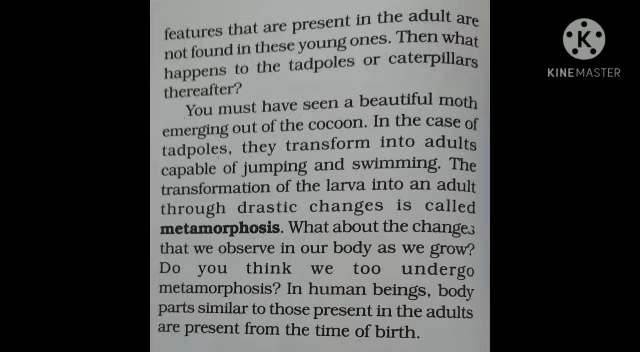 features that are present in the adult are
not found in these young ones. Then what
happens to the tadpoles or caterpillars
thereafter?
You must have seen a beautiful moth
emerging out of the cocoon. In the case of
tadpoles, they transform into adults
capable of jumping and swimming. The
transformation of the larva into an adult
through drastic changes is called
metamorphosis. What about the changes
that we observe in our body as we grow?
Do you think we too undergo
metamorphosis? In human beings, body
parts similar to those present in the adults
are present from the time of birth.
K
KINEMASTER